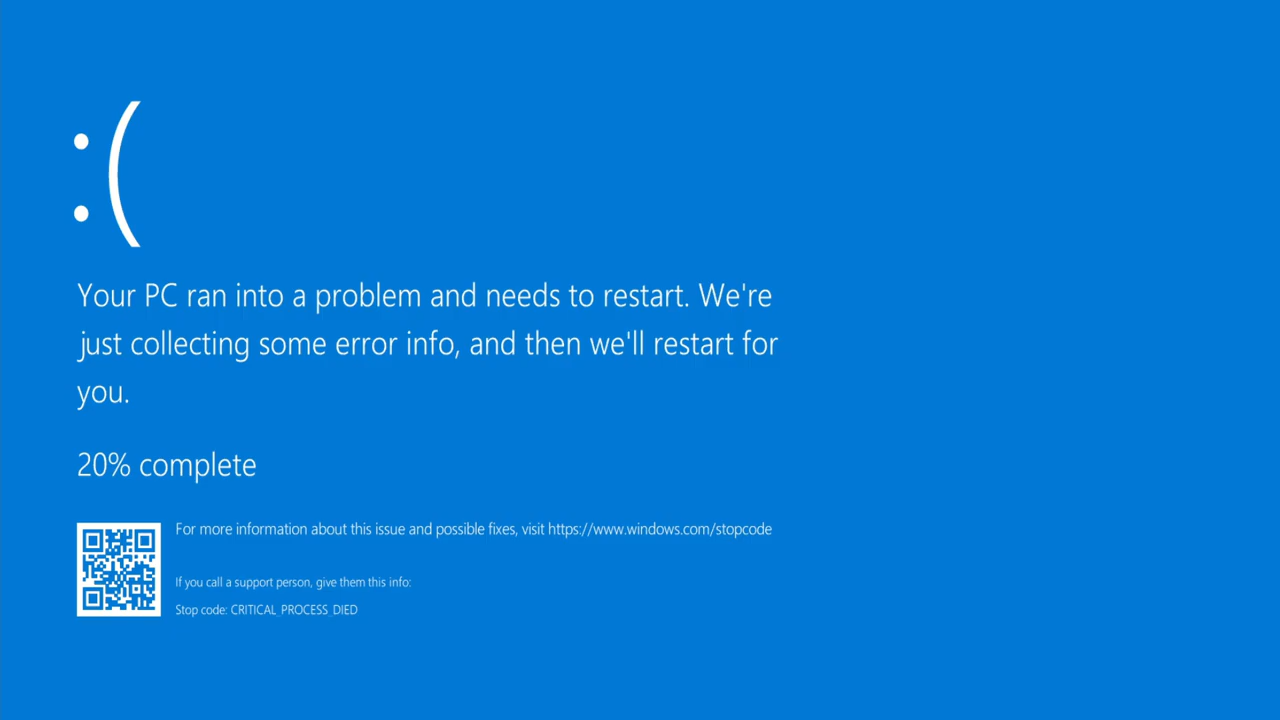 :(
Your PC ran into a problem and needs to restart. We're
just collecting some error info, and then we'll restart for
you.
20% complete
For more information about this issue and possible fixes, visit https://www.windows.com/stopcode
If you call a support person, give them this info:
Stop code: CRITICAL_PROCESS_DIED